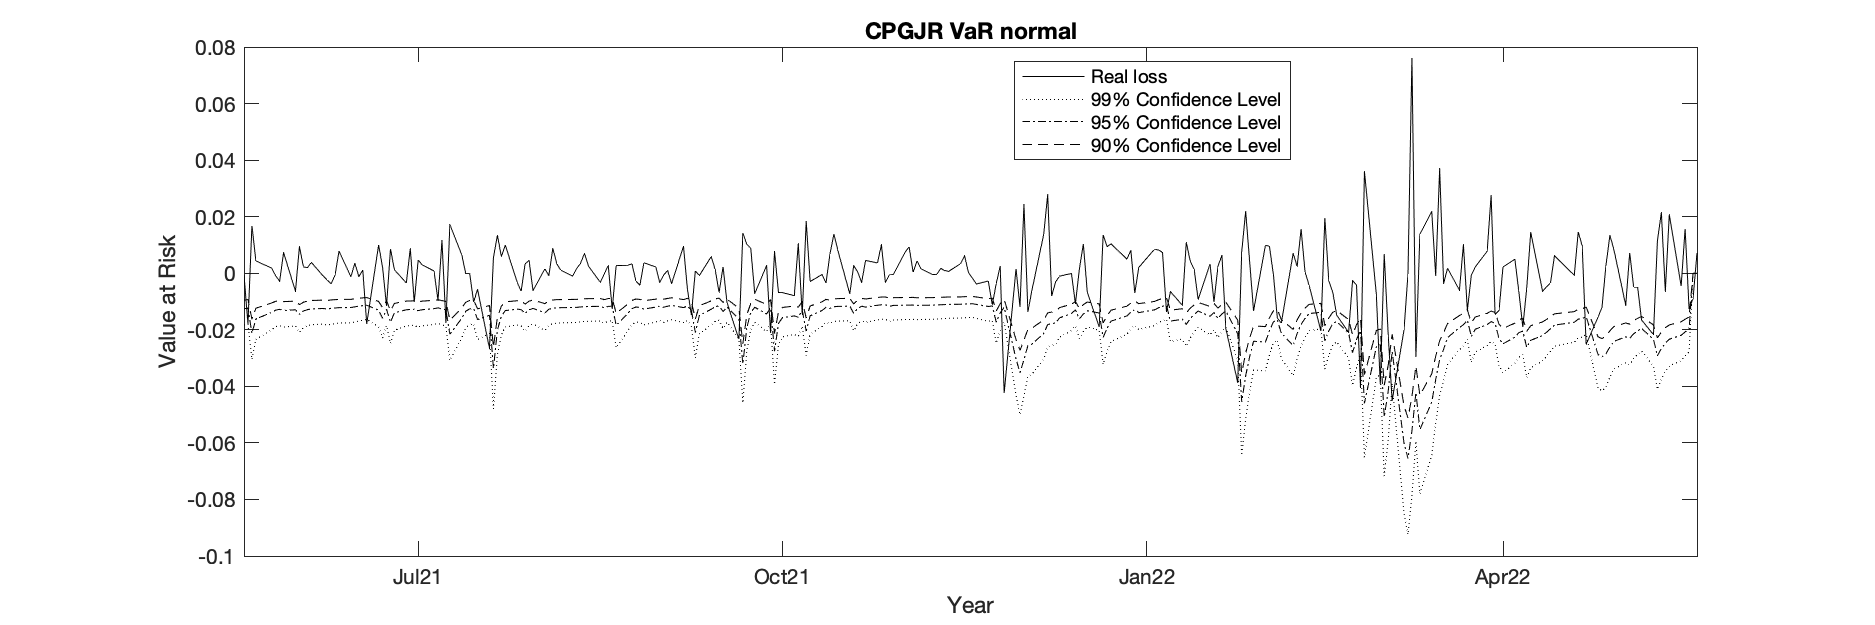 CPGJR VaR normal
0.08
0.06
0.04
0.02
0
-0.02
-0.04
-0.06
-0.08
-0.1
Value at Risk
Real loss
99% Confidence Level
95% Confidence Level
90% Confidence Level
Jul21
Oct21
Jan22
Apr22
Year